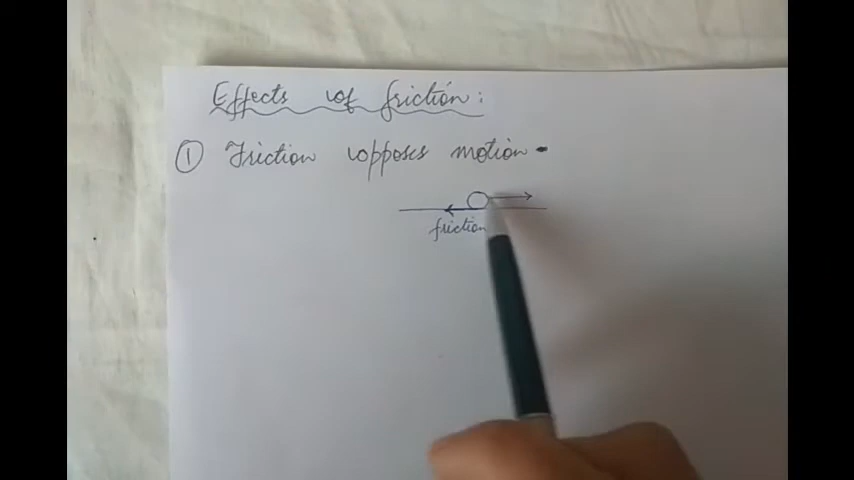 Effects of friction:
① Friction opposes motion.
friction